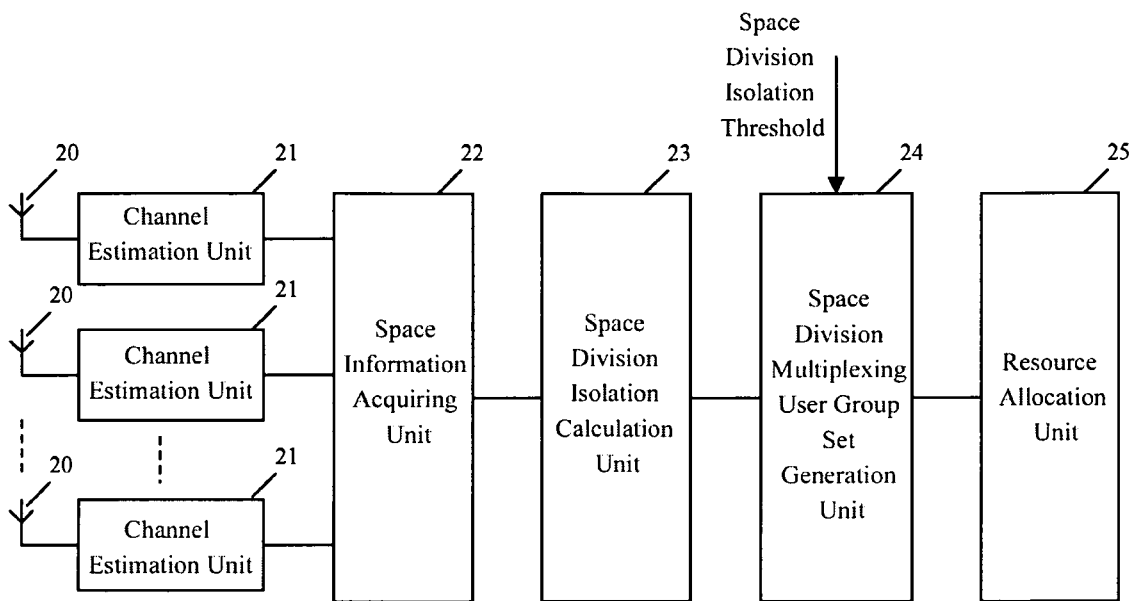 Space
Division
Isolation
Threshold
20
21
22
23
24
25
Channel
Estimation Unit
20
21
Channel
Estimation Unit
20
21
Channel
Estimation Unit
Space
Information
Acquiring
Unit
Space
Division
Isolation
Calculation
Unit
Space
Division
Multiplexing
User Group
Set
Generation
Unit
Resource
Allocation
Unit